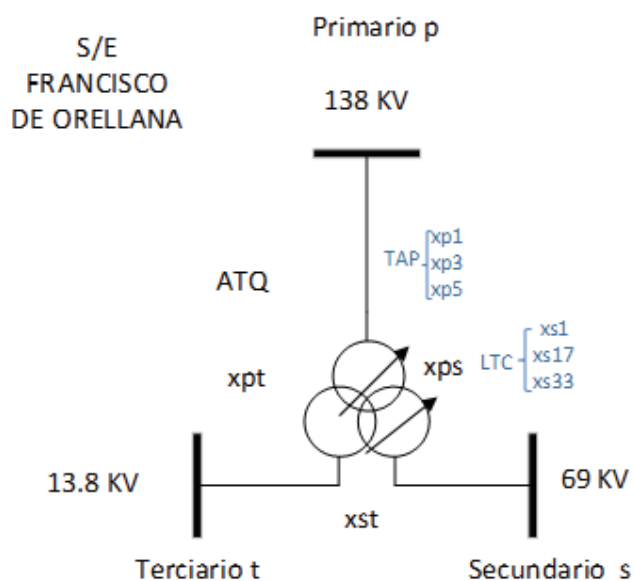 Primario p
S/E
FRANCISCO
DE ORELLANA
138 KV
xp1
TAP xp3
xp5
ATQ
xs1
xpt xps LTC xs17
xs33
13.8 KV
69 KV
xst
Terciario t
Secundario s